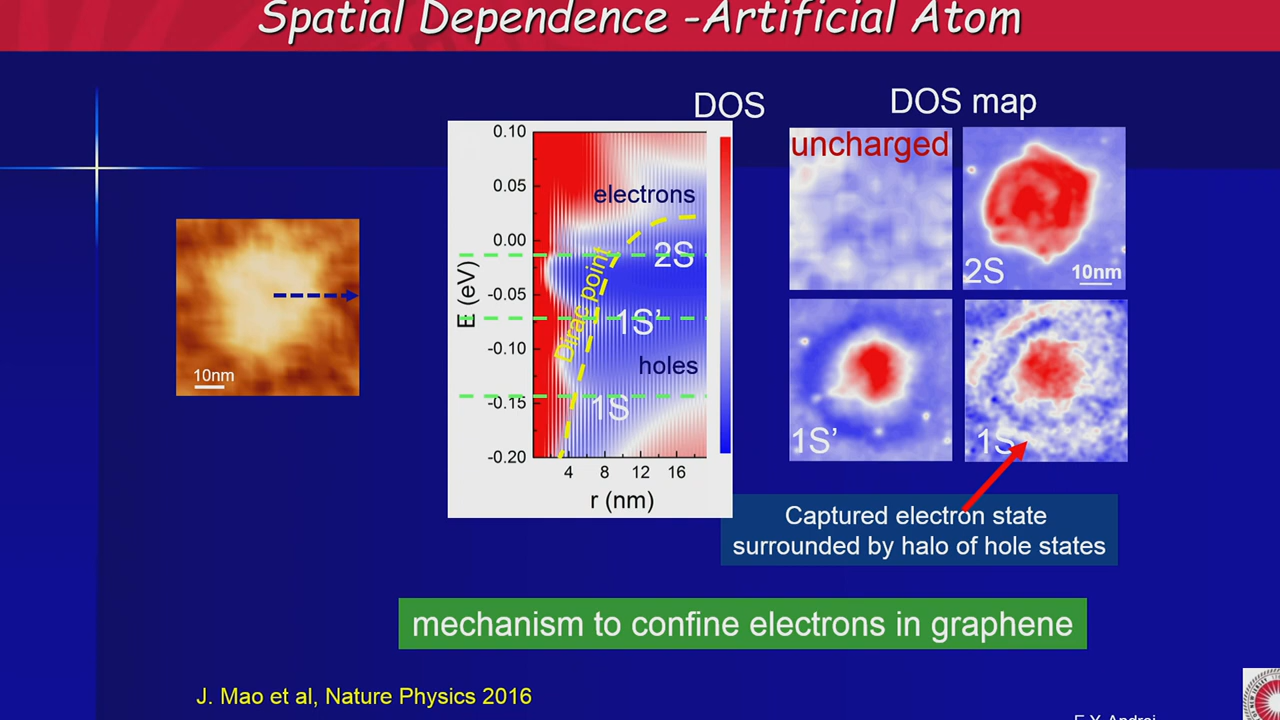 Spatial Dependence -Artificial Atom
DOS
DOS map
0.10
0.05
0.00
-0.05
-0.10
-0.15
-0.20
E (eV)
electrons
2S
Dirac point
1S'
holes
1S
4 8 12 16
r (nm)
10nm
uncharged
2S
10nm
1S'
1S
Captured electron state
surrounded by halo of hole states
mechanism to confine electrons in graphene
J. Mao et al, Nature Physics 2016
E.Y. Andrei